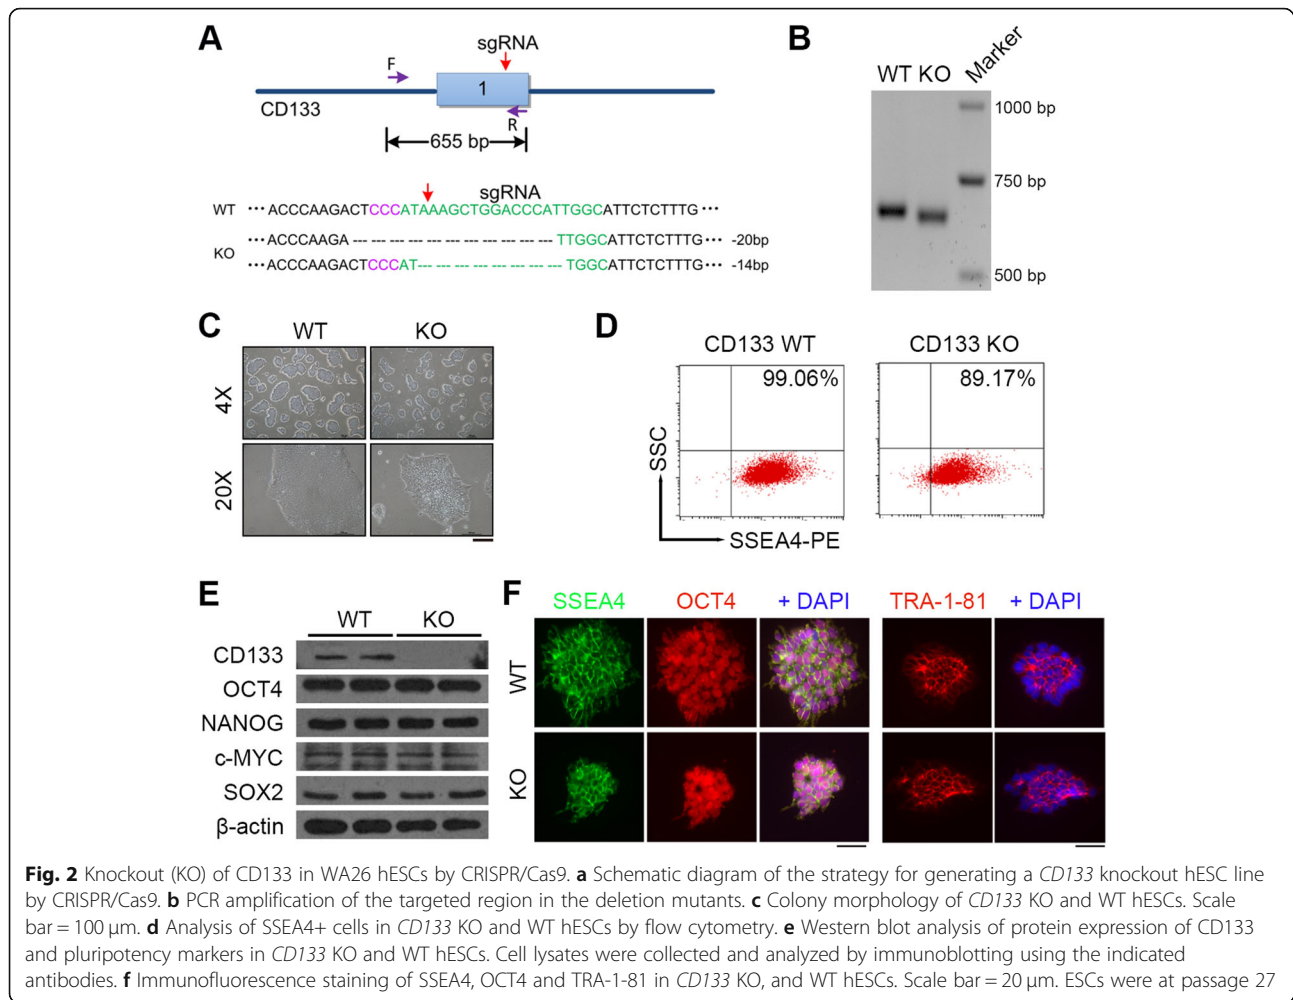 A
sgRNA
F
1
CD133
R
655 bp
sgRNA
WT ···ACCCAAGACTCCCATAAAGCTGGACCCATTGGCATTCTCTTTG···
···ACCCAAGA --- --- --- --- --- --- --- --- --- --- TTGGCATTCTCTTTG··· -20bp
KO
···ACCCAAGACTCCCAT--- --- --- --- --- --- --- TGGCATTCTCTTTG··· -14bp
B
WT KO Marker
1000 bp
750 bp
500 bp
C
WT KO
4X
20X
D
CD133 WT CD133 KO
99.06% 89.17%
SSC
SSEA4-PE
E
WT KO
CD133
OCT4
NANOG
c-MYC
SOX2
β-actin
F
SSEA4 OCT4 + DAPI TRA-1-81 + DAPI
WT
KO
Fig. 2 Knockout (KO) of CD133 in WA26 hESCs by CRISPR/Cas9. a Schematic diagram of the strategy for generating a CD133 knockout hESC line
by CRISPR/Cas9. b PCR amplification of the targeted region in the deletion mutants. c Colony morphology of CD133 KO and WT hESCs. Scale
bar = 100 μm. d Analysis of SSEA4+ cells in CD133 KO and WT hESCs by flow cytometry. e Western blot analysis of protein expression of CD133
and pluripotency markers in CD133 KO and WT hESCs. Cell lysates were collected and analyzed by immunoblotting using the indicated
antibodies. f Immunofluorescence staining of SSEA4, OCT4 and TRA-1-81 in CD133 KO, and WT hESCs. Scale bar = 20 μm. ESCs were at passage 27